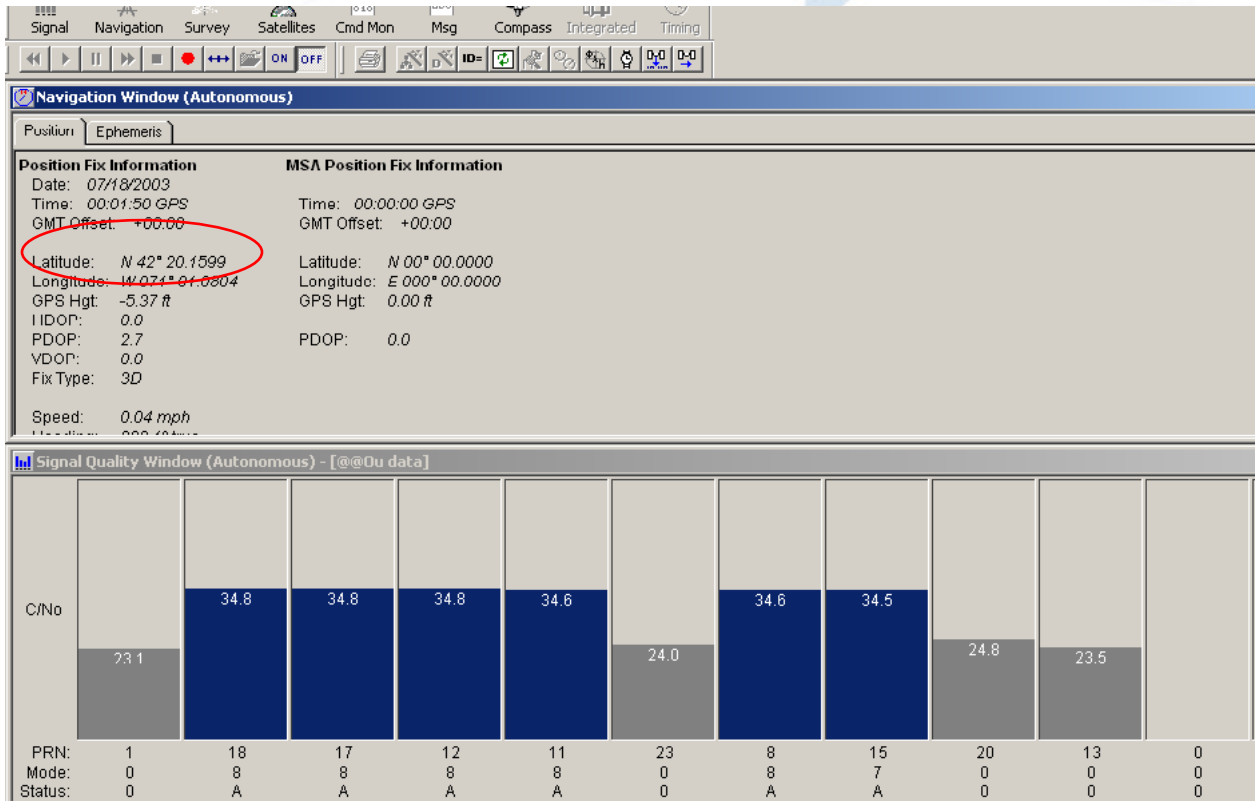 Signal Navigation Survey Satellites Cmd Mon Msg Compass Integrated Timing
ON OFF ID=
Navigation Window (Autonomous)
Position Ephemeris
Position Fix Information MSA Position Fix Information
Date: 07/18/2003
Time: 00:01:50 GPS Time: 00:00:00 GPS
GMT Offset: +00:00 GMT Offset: +00:00
Latitude: N 42° 20.1599 Latitude: N 00° 00.0000
Longitude: W 071° 01.0804 Longitude: E 000° 00.0000
GPS Hgt: -5.37 ft GPS Hgt: 0.00 ft
HDOP: 0.0
PDOP: 2.7 PDOP: 0.0
VDOP: 0.0
Fix Type: 3D
Speed: 0.04 mph
Signal Quality Window (Autonomous) - [@@0u data]
C/No
23.1 34.8 34.8 34.8 34.6 24.0 34.6 34.5 24.8 23.5
PRN: 1 18 17 12 11 23 8 15 20 13 0
Mode: 0 8 8 8 8 0 8 7 0 0 0
Status: 0 A A A A 0 A A 0 0 0